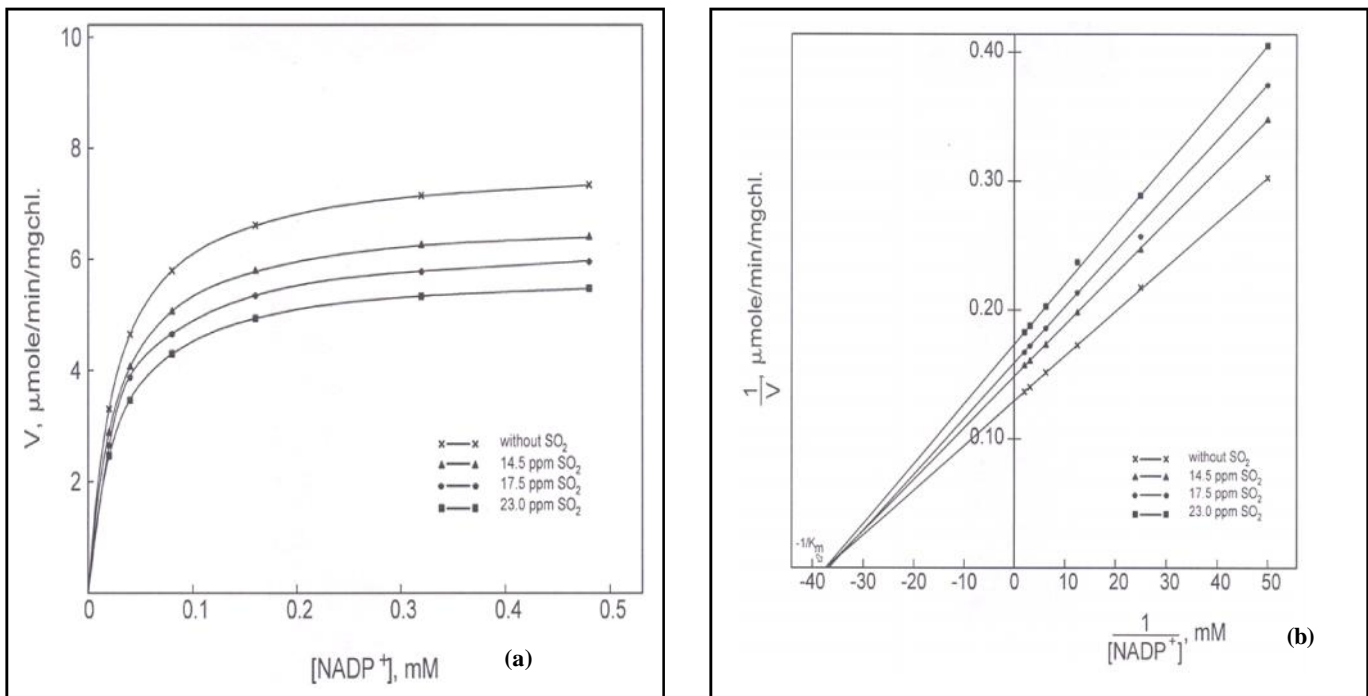 10
8
6
4
2
0
0.1
0.2
0.3
0.4
0.5
V, μmole/min/mgchl.
without SO2
14.5 ppm SO2
17.5 ppm SO2
23.0 ppm SO2
[NADP+], mM
(a)
0.40
0.30
0.20
0.10
1/V μmole/min/mgchl.
without SO2
14.5 ppm SO2
17.5 ppm SO2
23.0 ppm SO2
-1/Km
-40
-30
-20
-10
0
10
20
30
40
50
1/[NADP+], mM
(b)